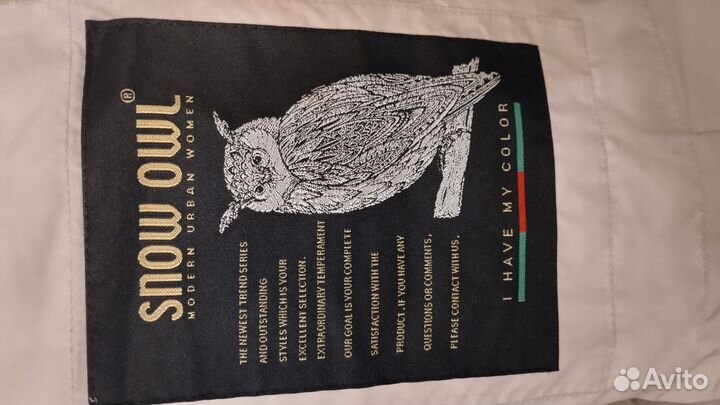 SNOW OWL®
MODERN URBAN WOMEN
THE NEWEST TREND SERIES
AND OUTSTANDING
STYLES WHICH IS YOUR
EXCELLENT SELECTION.
EXTRAORDINARY TEMPERAMENT
OUR GOAL IS YOUR COMPLETE
SATISFACTION WITH THE
PRODUCT. IF YOU HAVE ANY
QUESTIONS OR COMMENTS,
PLEASE CONTACT WITH US,
I HAVE MY COLOR
Avito